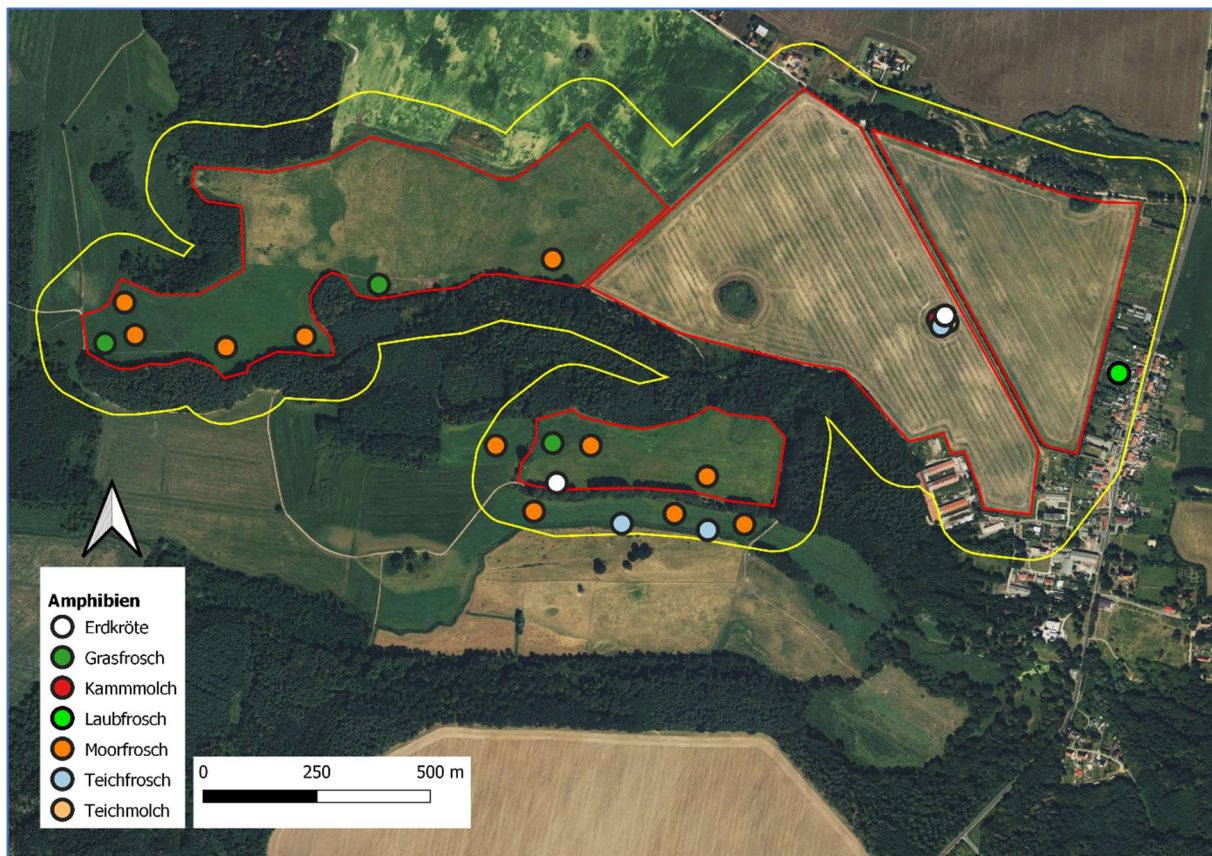 Amphibien
Erdkröte
Grasfrosch
Kammmolch
Laubfrosch
Moorfrosch
Teichfrosch
Teichmolch
0 250 500 m